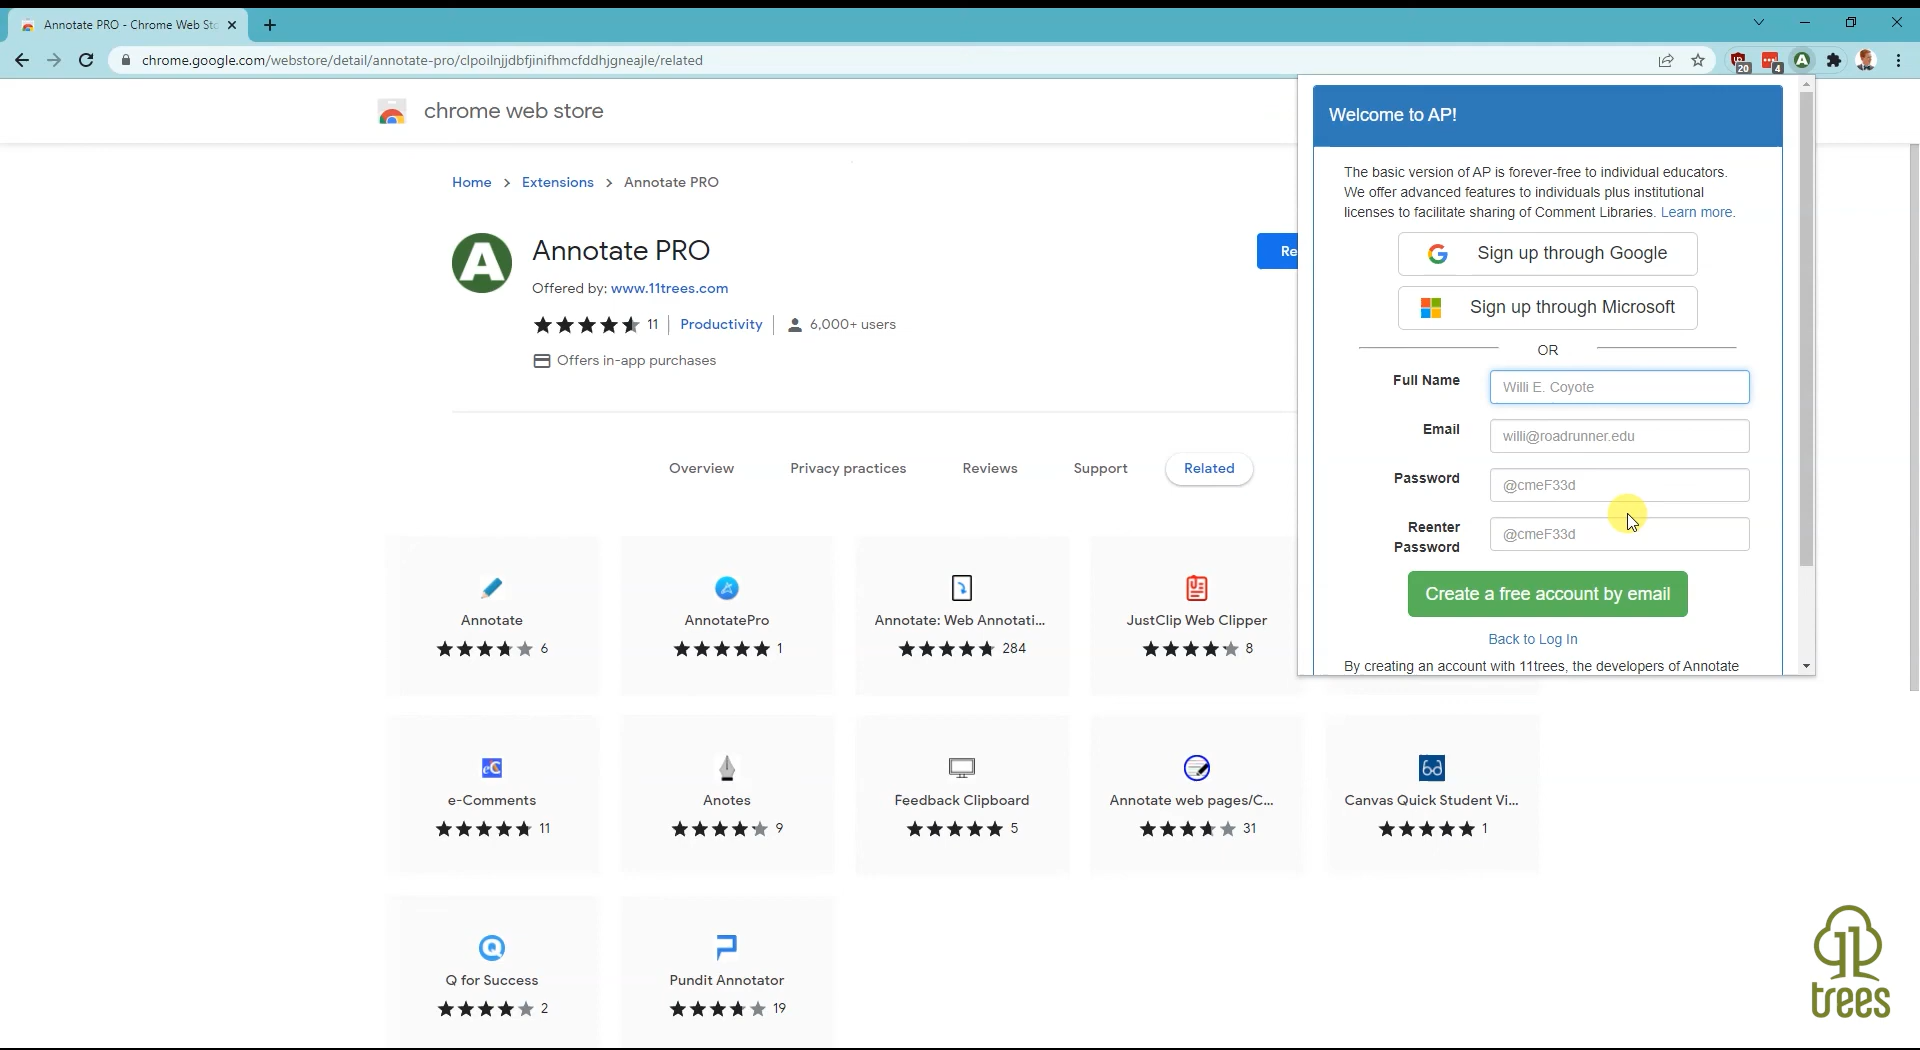 Annotate PRO - Chrome Web Sto
chrome.google.com/webstore/detail/annotate-pro/clpoilnjjdbfjinifhmcfddhjgneajle/related
20
4
A
chrome web store
Home > Extensions > Annotate PRO
A
Annotate PRO
Offered by: www.11trees.com
11
Productivity
6,000+ users
Offers in-app purchases
Re
Overview
Privacy practices
Reviews
Support
Related
Annotate
6
AnnotatePro
1
Annotate: Web Annotati...
284
JustClip Web Clipper
8
e-Comments
11
Anotes
9
Feedback Clipboard
5
Annotate web pages/C...
31
Canvas Quick Student Vi...
1
Q for Success
2
Pundit Annotator
19
Welcome to AP!
The basic version of AP is forever-free to individual educators.
We offer advanced features to individuals plus institutional
licenses to facilitate sharing of Comment Libraries. Learn more.
Sign up through Google
Sign up through Microsoft
OR
Full Name
Willi E. Coyote
Email
willi@roadrunner.edu
Password
@cmeF33d
Reenter
Password
@cmeF33d
Create a free account by email
Back to Log In
By creating an account with 11trees, the developers of Annotate
11
trees